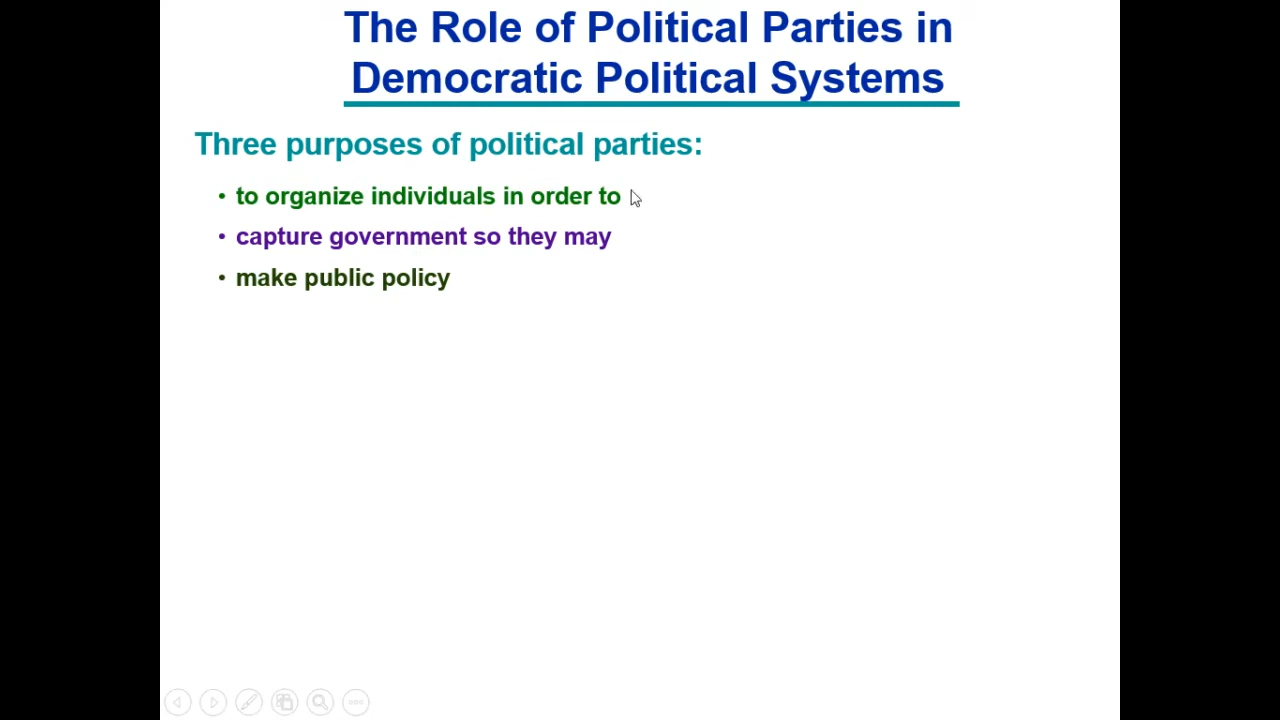 The Role of Political Parties in
Democratic Political Systems
Three purposes of political parties:
• to organize individuals in order to
• capture government so they may
• make public policy